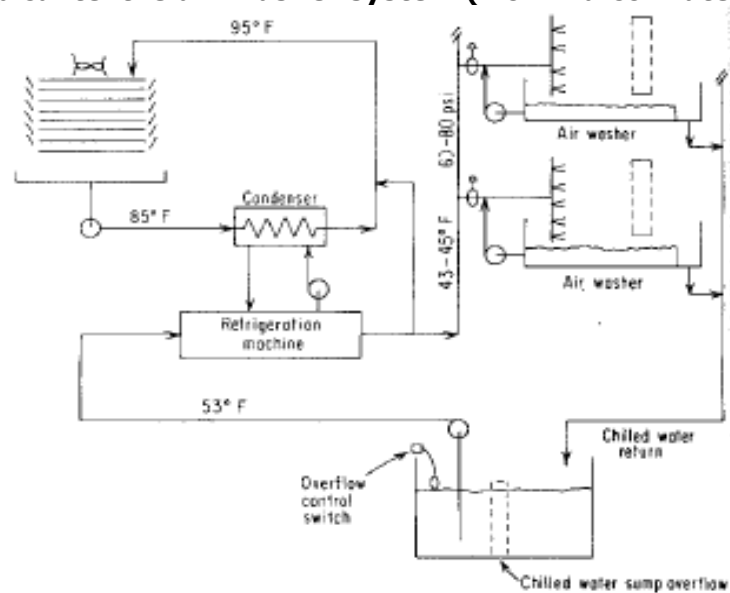 95° F
Air washer
Condenser
85° F
60-80 psi
43-45° F
Air washer
Refrigeration
machine
53° F
Chilled water
return
Overflow
control
switch
Chilled water sump overflow